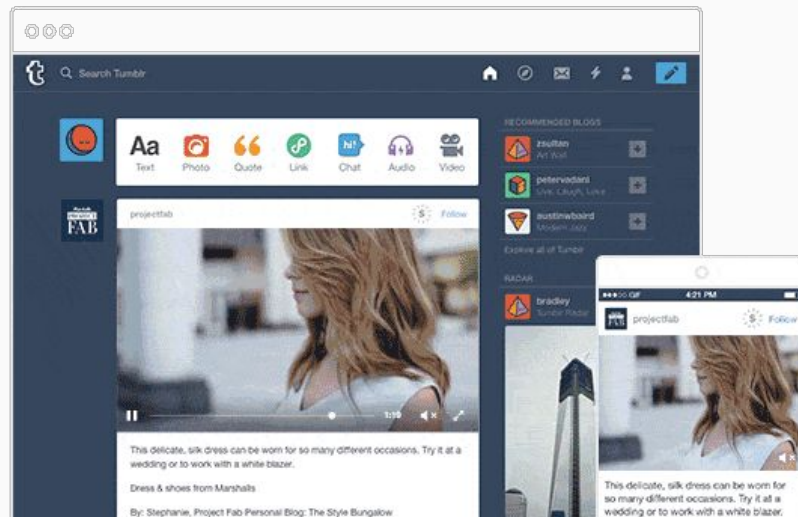 t
Search Tumblr
Aa
hi!
Text
Photo
Quote
Link
Chat
Audio
Video
PROJECT
FAB
projectfab
$
Follow
1:19
This delicate, silk dress can be worn for so many different occasions. Try it at a
wedding or to work with a white blazer.
Dress & shoes from Marshalls
By: Stephanie, Project Fab Personal Blog: The Style Bungalow
RECOMMENDED BLOGS
zsultan
Art Wall
petervadani
Live, Laugh, Love
austinwbaird
Modern Jazz
Explore all of Tumblr
RADAR
bradley
Tumblr Radar
GIF
4:21 PM
FAB
projectfab
$
Follow
This delicate, silk dress can be worn for
so many different occasions. Try it at a
wedding or to work with a white blazer.